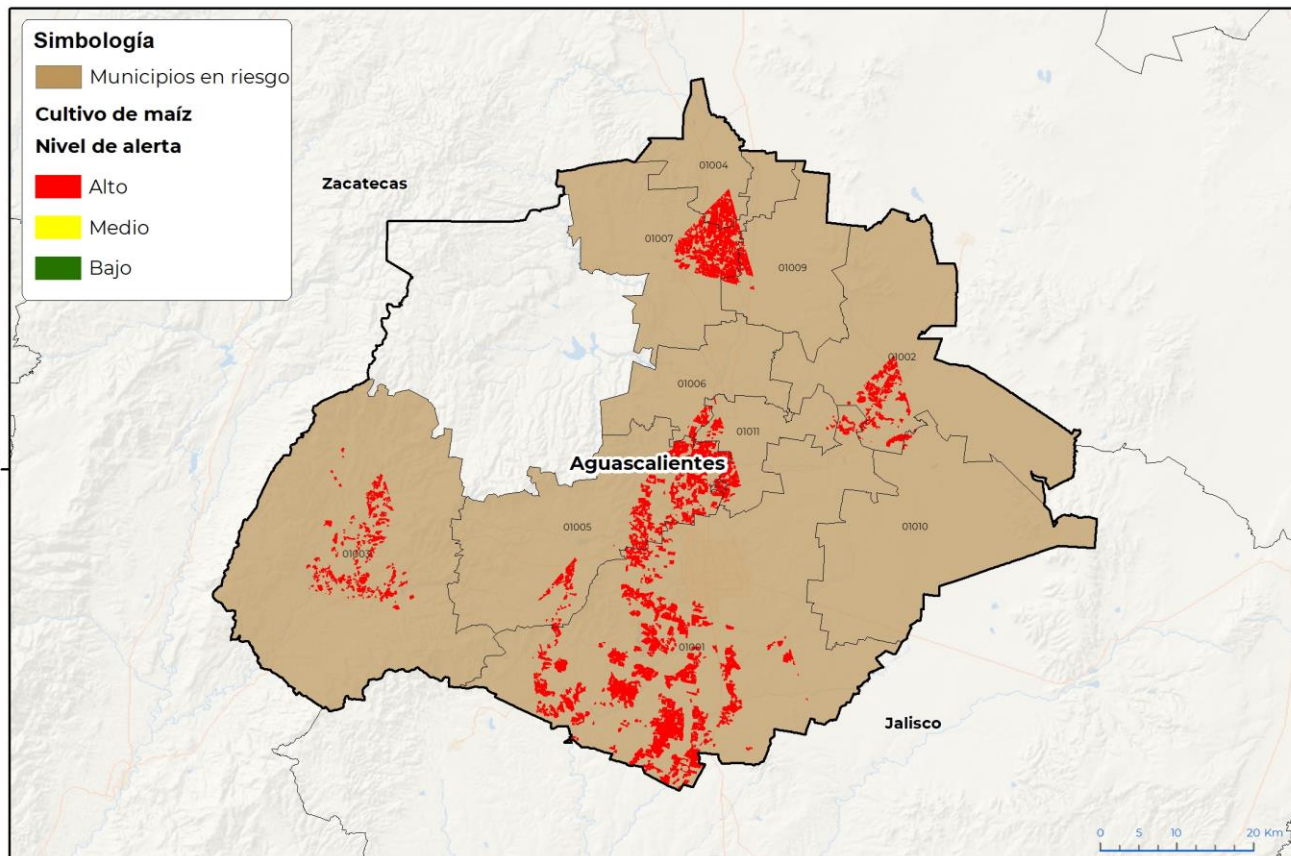 Simbología
Municipios en riesgo
Cultivo de maíz
Nivel de alerta
Alto
Medio
Bajo
Zacatecas
01004
01007
01009
01002
01006
01011
Aguascalientes
01005
01010
01003
01001
Jalisco
0 5 10 20 Km